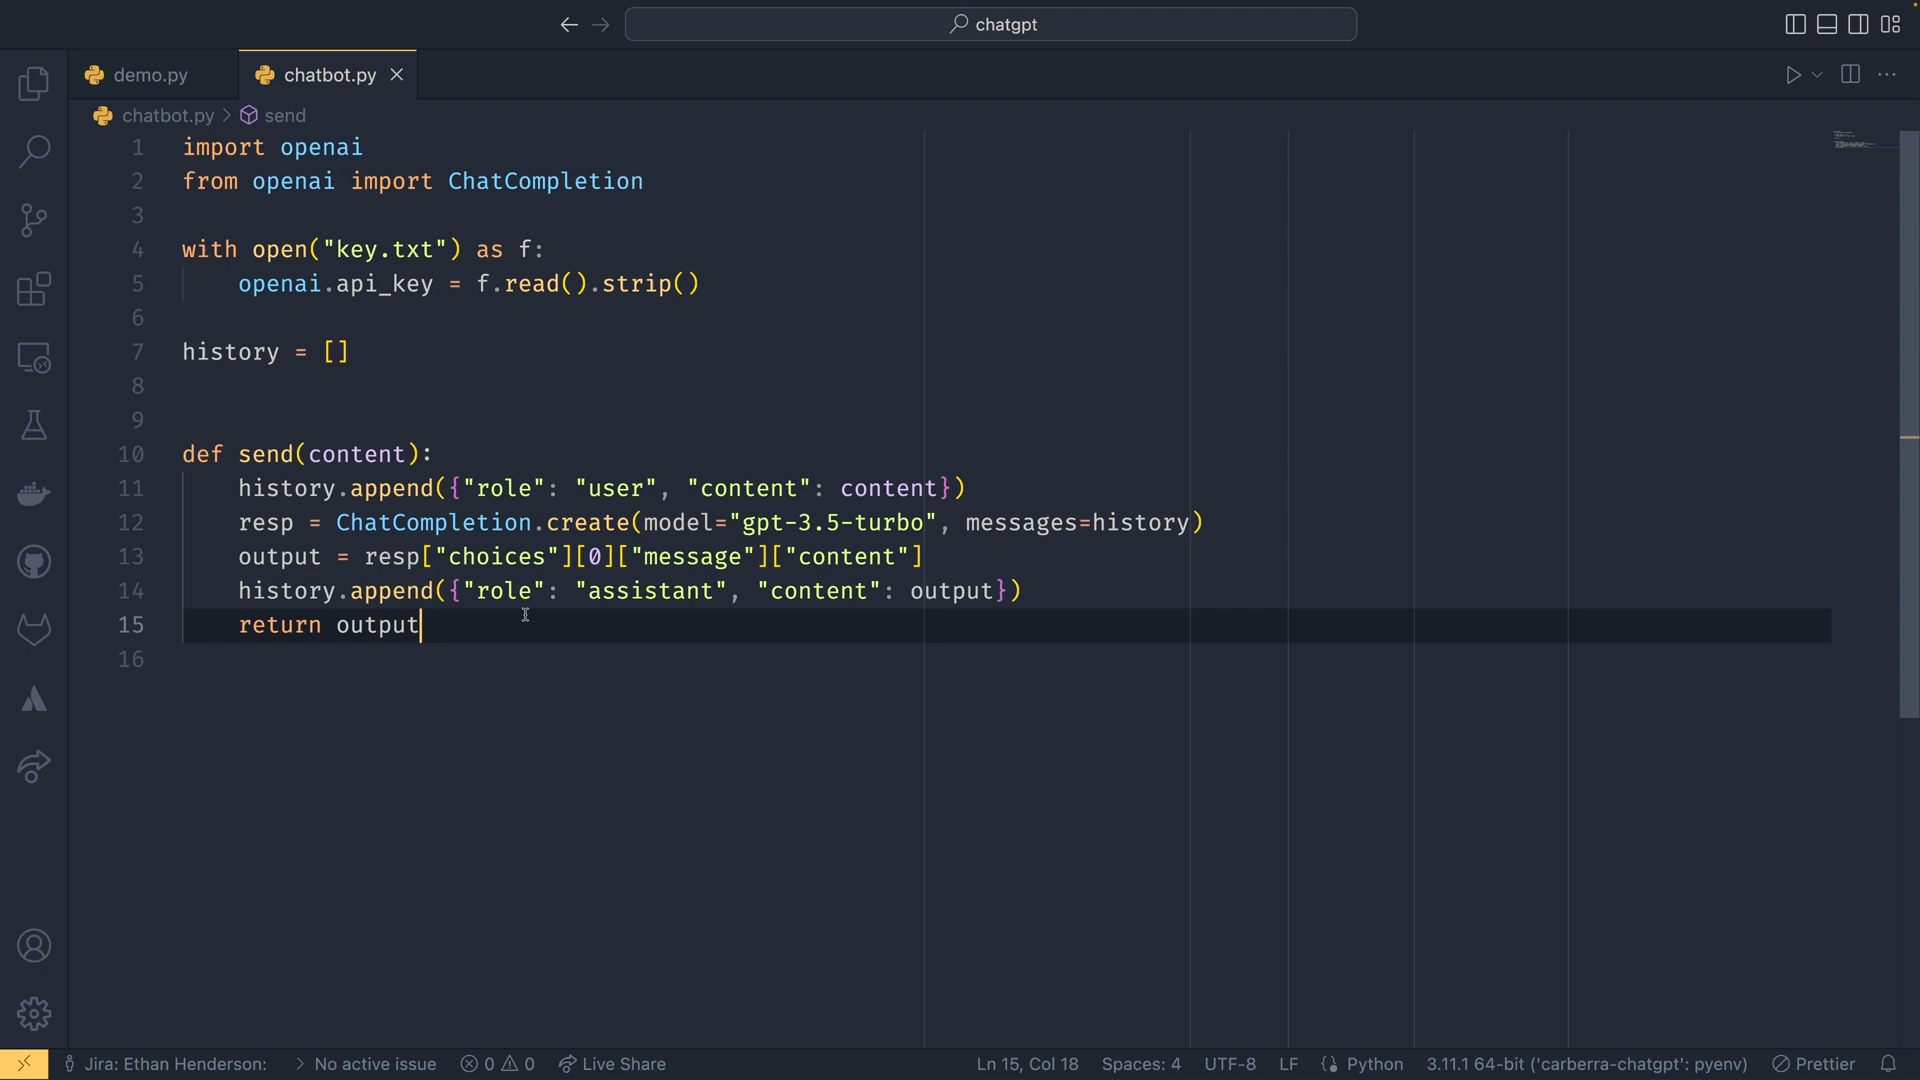 chatgpt
demo.py
chatbot.py
chatbot.py > send
1 import openai
2 from openai import ChatCompletion
3
4 with open("key.txt") as f:
5 openai.api_key = f.read().strip()
6
7 history = []
8
9
10 def send(content):
11 history.append({"role": "user", "content": content})
12 resp = ChatCompletion.create(model="gpt-3.5-turbo", messages=history)
13 output = resp["choices"][0]["message"]["content"]
14 history.append({"role": "assistant", "content": output})
15 return output
16
Jira: Ethan Henderson: > No active issue 0 0 Live Share Ln 15, Col 18 Spaces: 4 UTF-8 LF Python 3.11.1 64-bit ('carberra-chatgpt': pyenv) Prettier